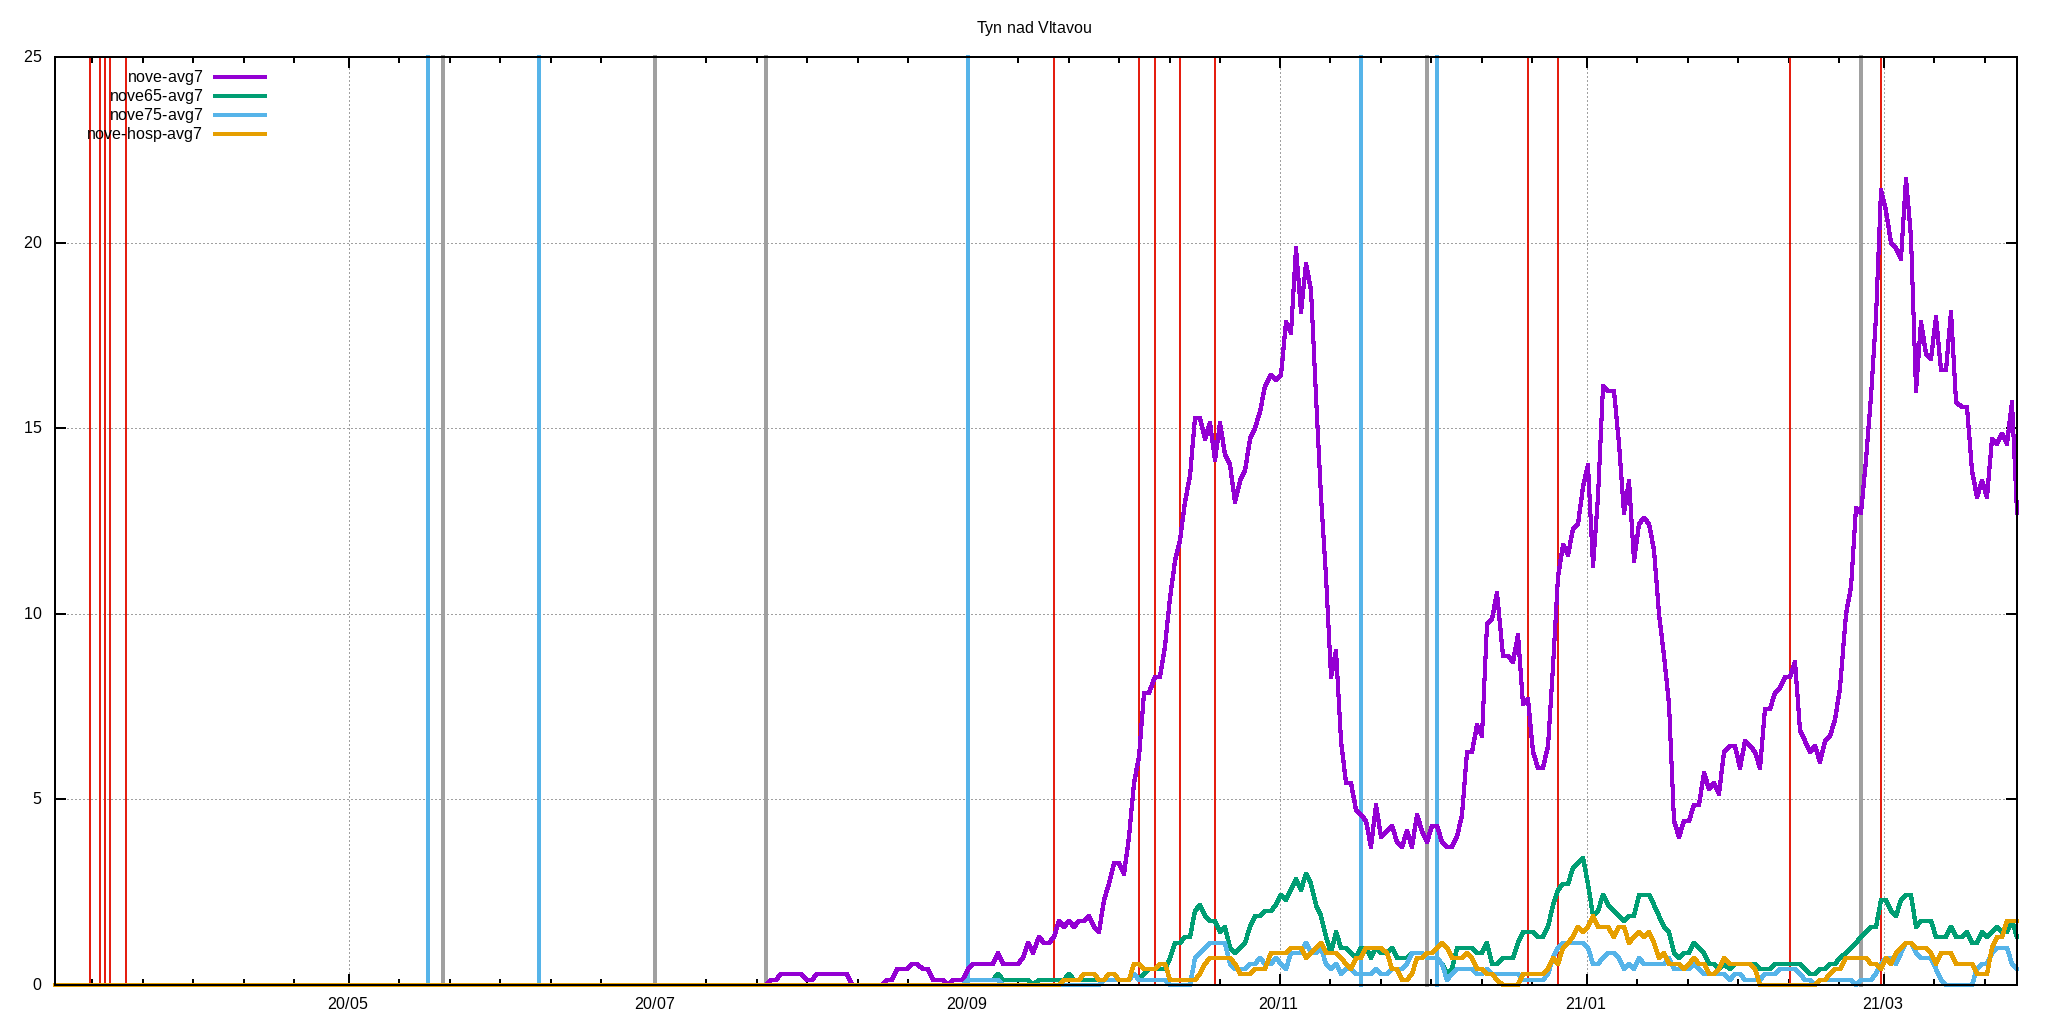 Tyn nad Vltavou
25
nove-avg7
nove65-avg7
nove75-avg7
nove-hosp-avg7
20
15
10
5
0
20/05 20/07 20/09 20/11 21/01 21/03